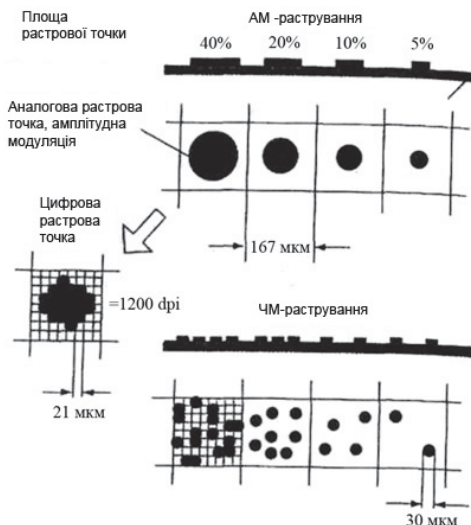 Площа
растрової точки
АМ -растрування
40% 20% 10% 5%
Аналогова растрова
точка, амплітудна
модуляція
Цифрова
растрова
точка
167 мкм
=1200 dpi
21 мкм
ЧМ-растрування
30 мкм